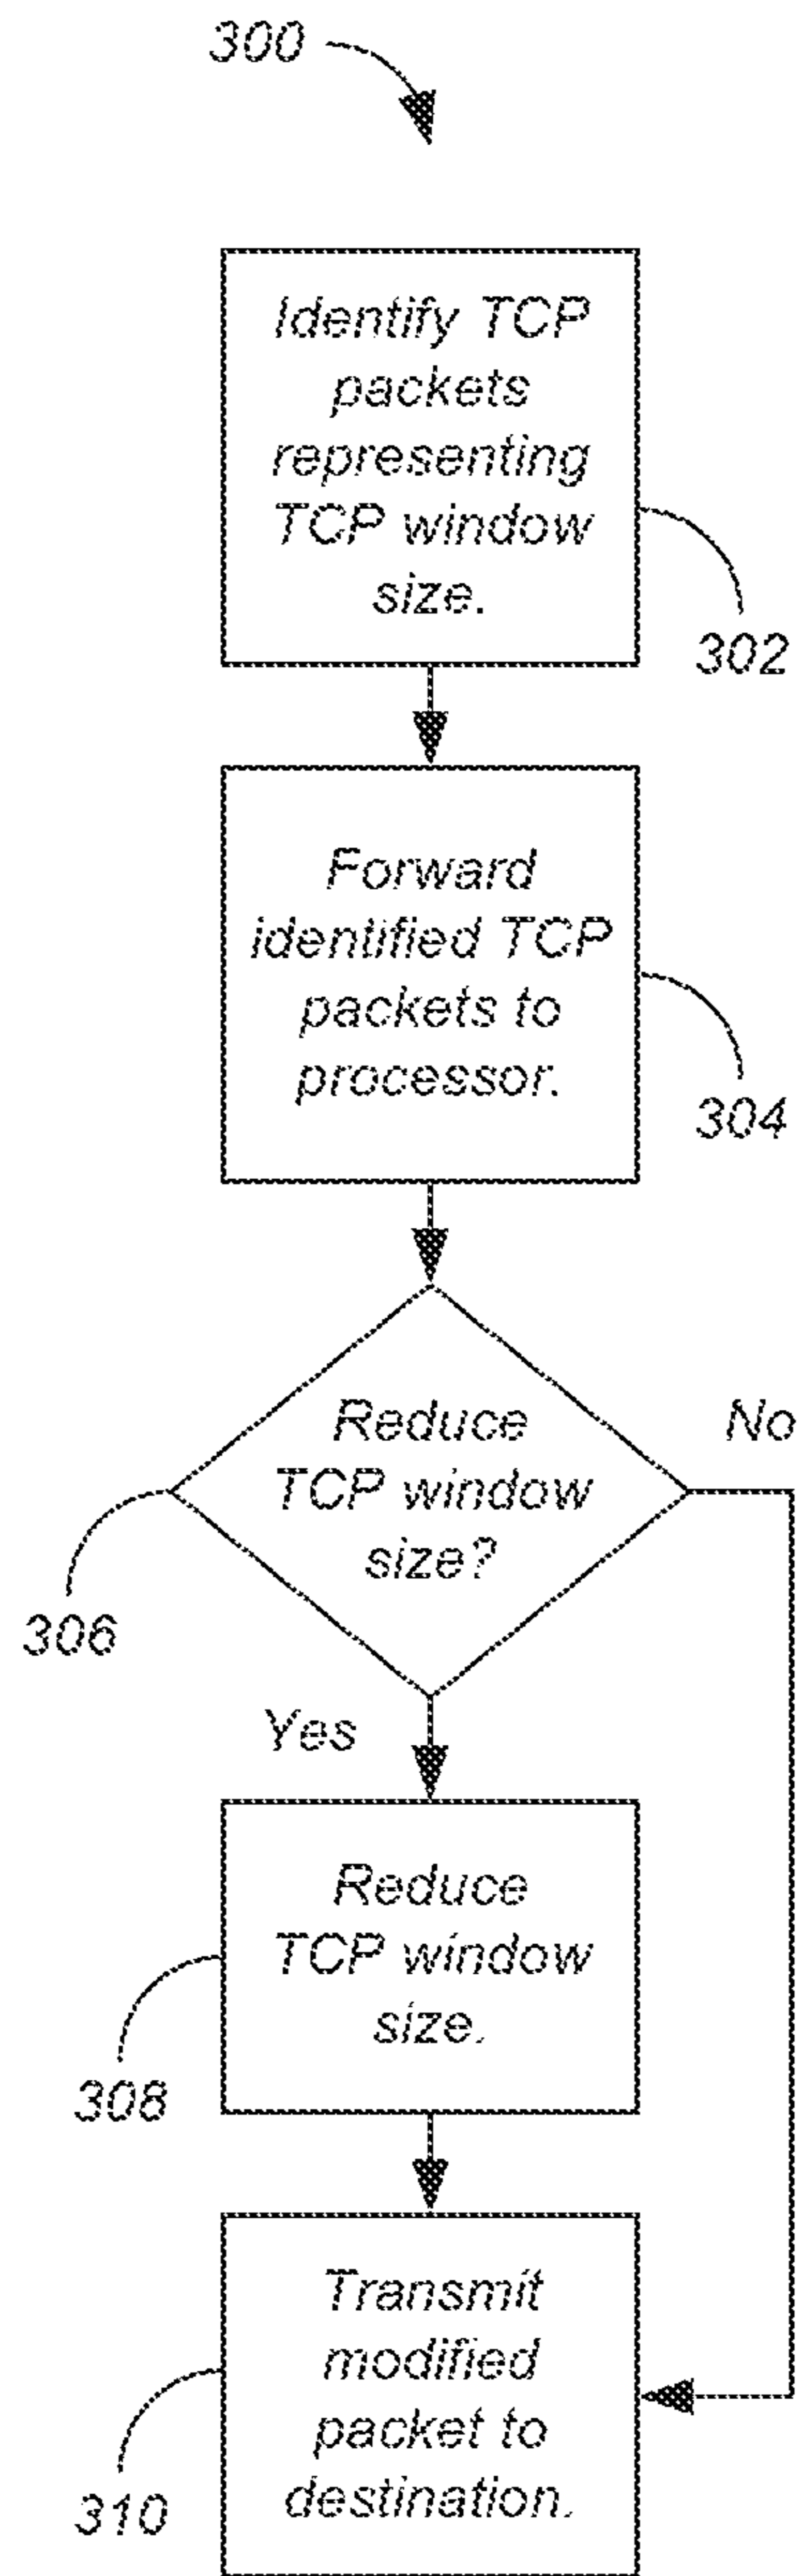 300
Identify TCP
packets
representing
TCP window
size.
302
Forward
identified TCP
packets to
processor.
304
Reduce
TCP window
size?
No
306
Yes
Reduce
TCP window
size.
308
Transmit
modified
packet to
destination.
310